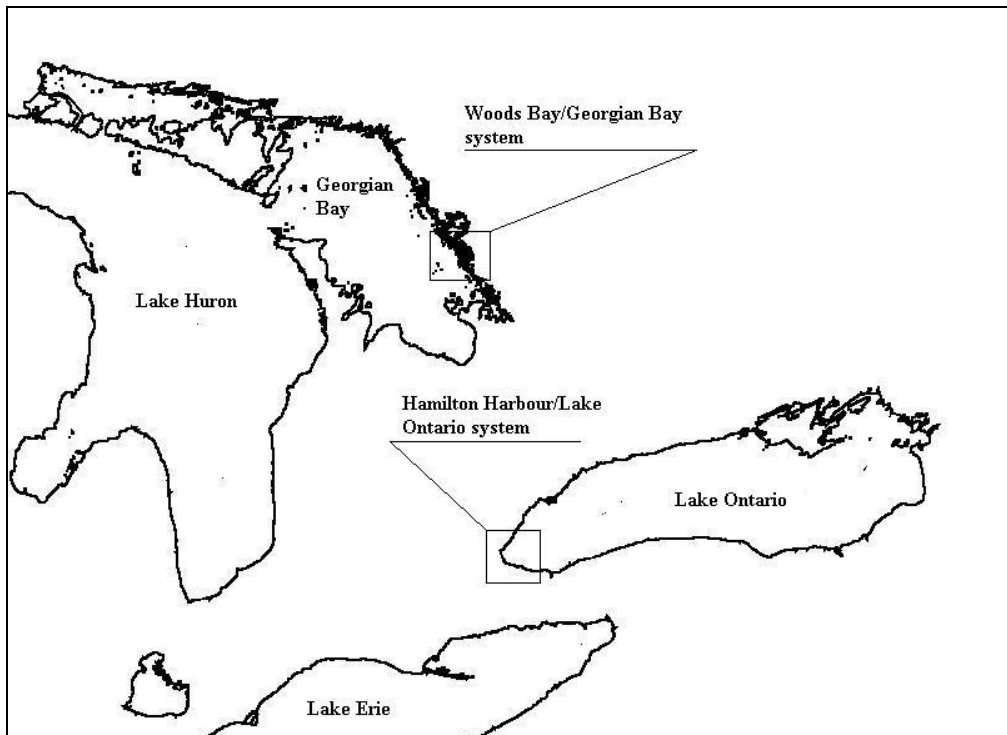 Woods Bay/Georgian Bay
system
Georgian
Bay
Lake Huron
Hamilton Harbour/Lake
Ontario system
Lake Ontario
Lake Erie